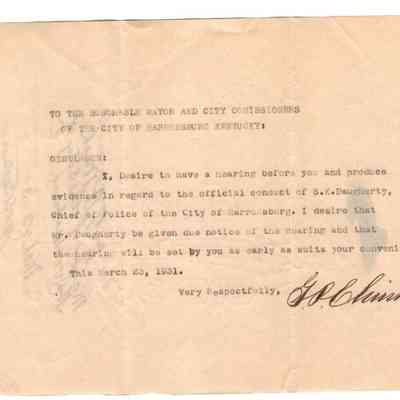 TO THE HONORABLE MAYOR AND CITY COMISSIONERS
OF THE CITY OF HARRODSBURG KENTUCKY:
GENTLEMEN:
I, Desire to have a hearing before you and produce
evidence in regard to the official conduct of S.K.Daugherty,
Chief of Police of the City of Harrodsburg. I desire that
Mr. Daugherty be given due notice of the hearing and that
the hearing will be set by you as early as suits your conveni
This March 23, 1931.
Very Respectfully,